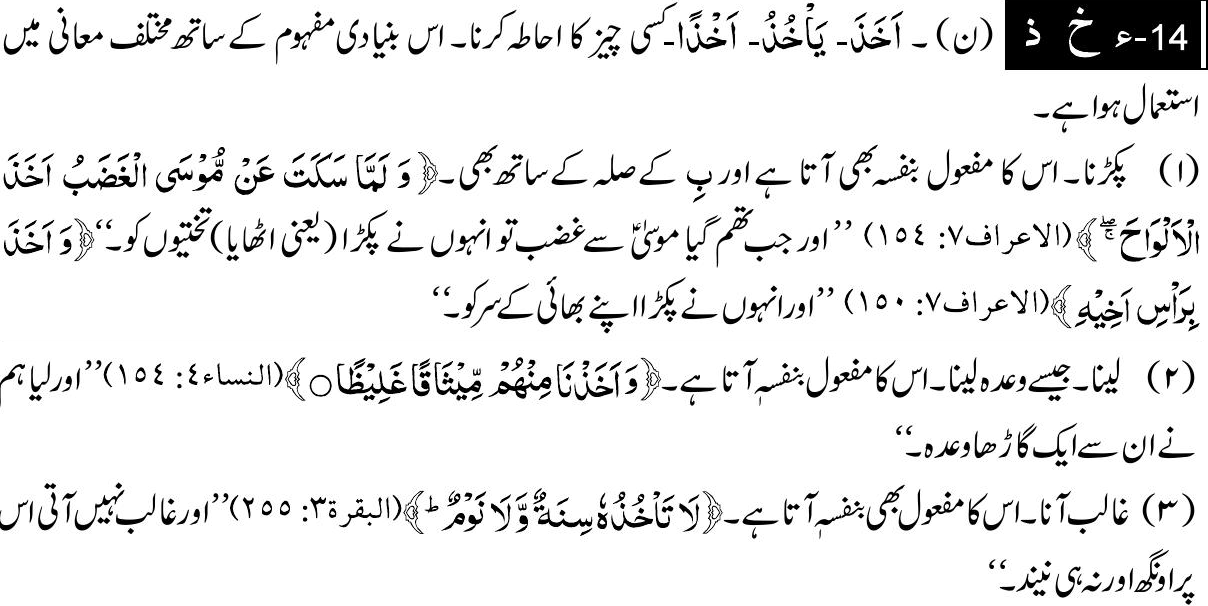 14-ء خ ذ (ن) ۔ اَخَذَ۔ یَاْخُذُ۔ اَخْذًا۔کسی چیز کا احاطہ کرنا۔ اس بنیادی مفہوم کے ساتھ مختلف معانی میں
استعمال ہوا ہے۔
(۱) پکڑنا۔ اس کا مفعول بنفسہٖ بھی آتا ہے اور بِ کے صلہ کے ساتھ بھی۔﴿وَ لَمَّا سَکَتَ عَنْ مُّوْسَی الْغَضَبُ اَخَذَ
الْاَلْوَاحَ ۚۖ ﴾(الاعراف۷: ۱۵٤) ’’اور جب تھم گیا موسیٰؑ سے غضب تو انہوں نے پکڑا (یعنی اٹھایا) تختیوں کو۔‘‘﴿وَ اَخَذَ
بِرَاْسِ اَخِیْہِ ﴾(الاعراف۷: ۱۵۰) ’’اورانہوں نے پکڑا اپنے بھائی کے سر کو۔‘‘
(۲) لینا۔ جیسے وعدہ لینا۔ اس کا مفعول بنفسہٖ آتا ہے۔﴿وَاَخَذْنَا مِنْھُمْ مِّیْثَاقًا غَلِیْظًا○ ﴾(النساء٤: ۱۵٤)’’اور لیا ہم
نے ان سے ایک گاڑھا وعدہ۔‘‘
(۳) غالب آنا۔ اس کا مفعول بھی بنفسہٖ آتا ہے۔﴿لَا تَاْخُذُہٗ سِنَۃٌ وَّلَا نَوْمٌ ؕ ﴾(البقرۃ۳: ۲۵۵)’’اور غالب نہیں آتی اس
پر اونگھ اور نہ ہی نیند۔‘‘